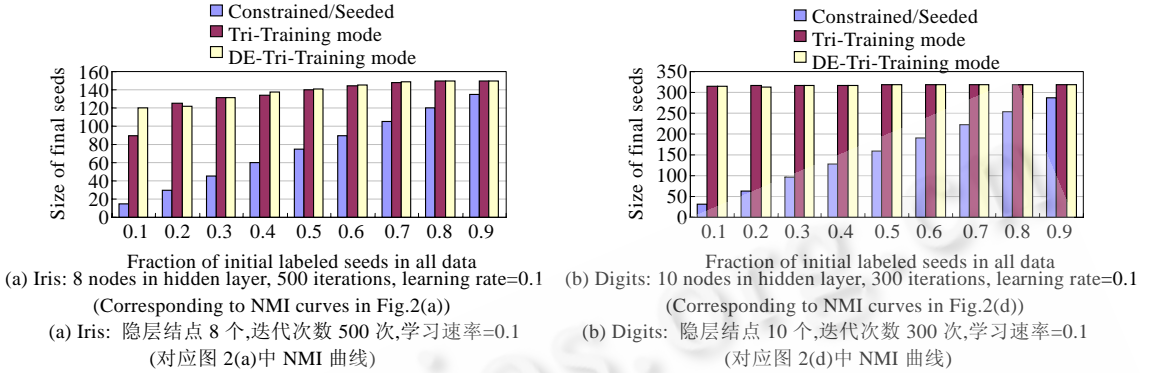 Constrained/Seeded
Tri-Training mode
DE-Tri-Training mode
Size of final seeds
160
140
120
100
80
60
40
20
0
0.1 0.2 0.3 0.4 0.5 0.6 0.7 0.8 0.9
Fraction of initial labeled seeds in all data
(a) Iris: 8 nodes in hidden layer, 500 iterations, learning rate=0.1
(Corresponding to NMI curves in Fig.2(a))
(a) Iris: 隐层结点 8 个,迭代次数 500 次,学习速率=0.1
(对应图 2(a)中 NMI 曲线)
Constrained/Seeded
Tri-Training mode
DE-Tri-Training mode
Size of final seeds
350
300
250
200
150
100
50
0
0.1 0.2 0.3 0.4 0.5 0.6 0.7 0.8 0.9
Fraction of initial labeled seeds in all data
(b) Digits: 10 nodes in hidden layer, 300 iterations, learning rate=0.1
(Corresponding to NMI curves in Fig.2(d))
(b) Digits: 隐层结点 10 个,迭代次数 300 次,学习速率=0.1
(对应图 2(d)中 NMI 曲线)